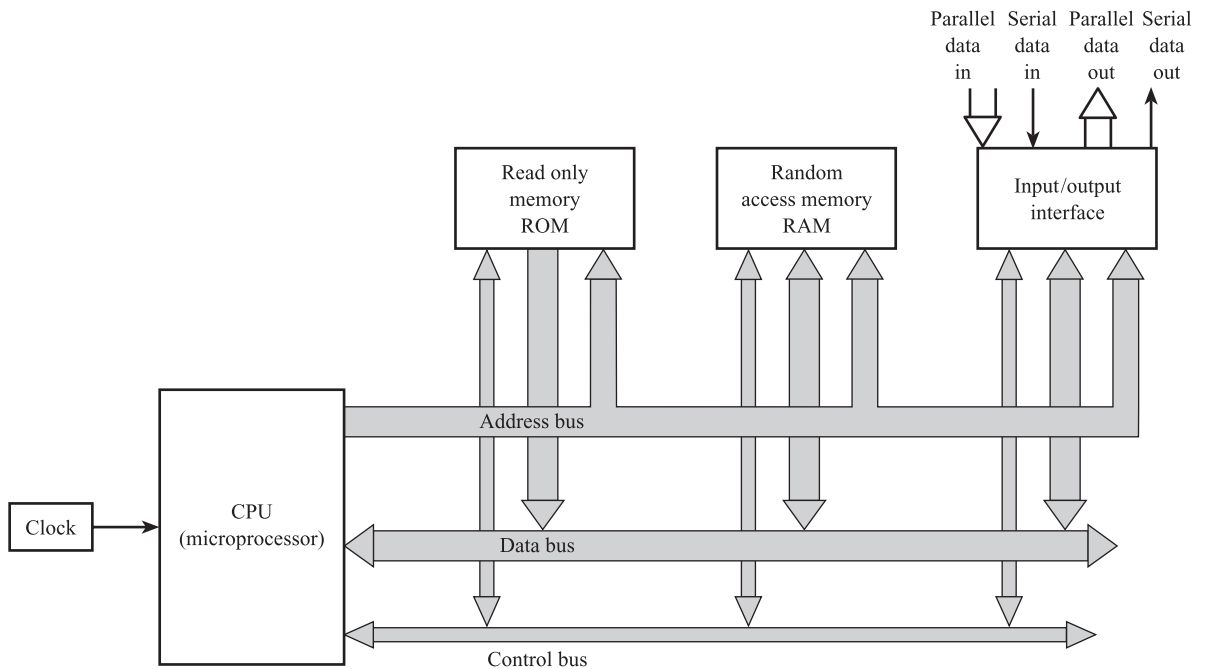 Parallel
data
in
Serial
data
in
Parallel
data
out
Serial
data
out
Read only
memory
ROM
Random
access memory
RAM
Input/output
interface
Address bus
Clock
CPU
(microprocessor)
Data bus
Control bus